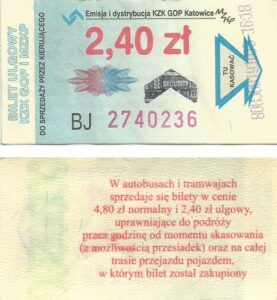 Emisja i dystrybucja KZK GOP Katowice
BILET ULGOWY
KZK GOP i MZKP
DO SPRZEDAŻY PRZEZ KIERUJĄCEGO
2,40 zł
TU
KASOWAĆ
BJ 2740236
W autobusach i tramwajach
sprzedaje się bilety w cenie
4,80 zł normalny i 2,40 zł ulgowy,
uprawniające do podróży
przez godzinę od momentu skasowania
(z możliwością przesiadek) oraz na całej
trasie przejazdu pojazdem,
w którym bilet został zakupiony